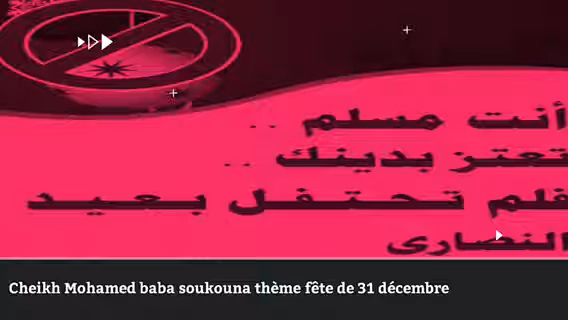 أنت مسلم ..
تعتز بدينك ..
فلم تحتفل بعيد
النصارى
Cheikh Mohamed baba soukouna thème fête de 31 décembre